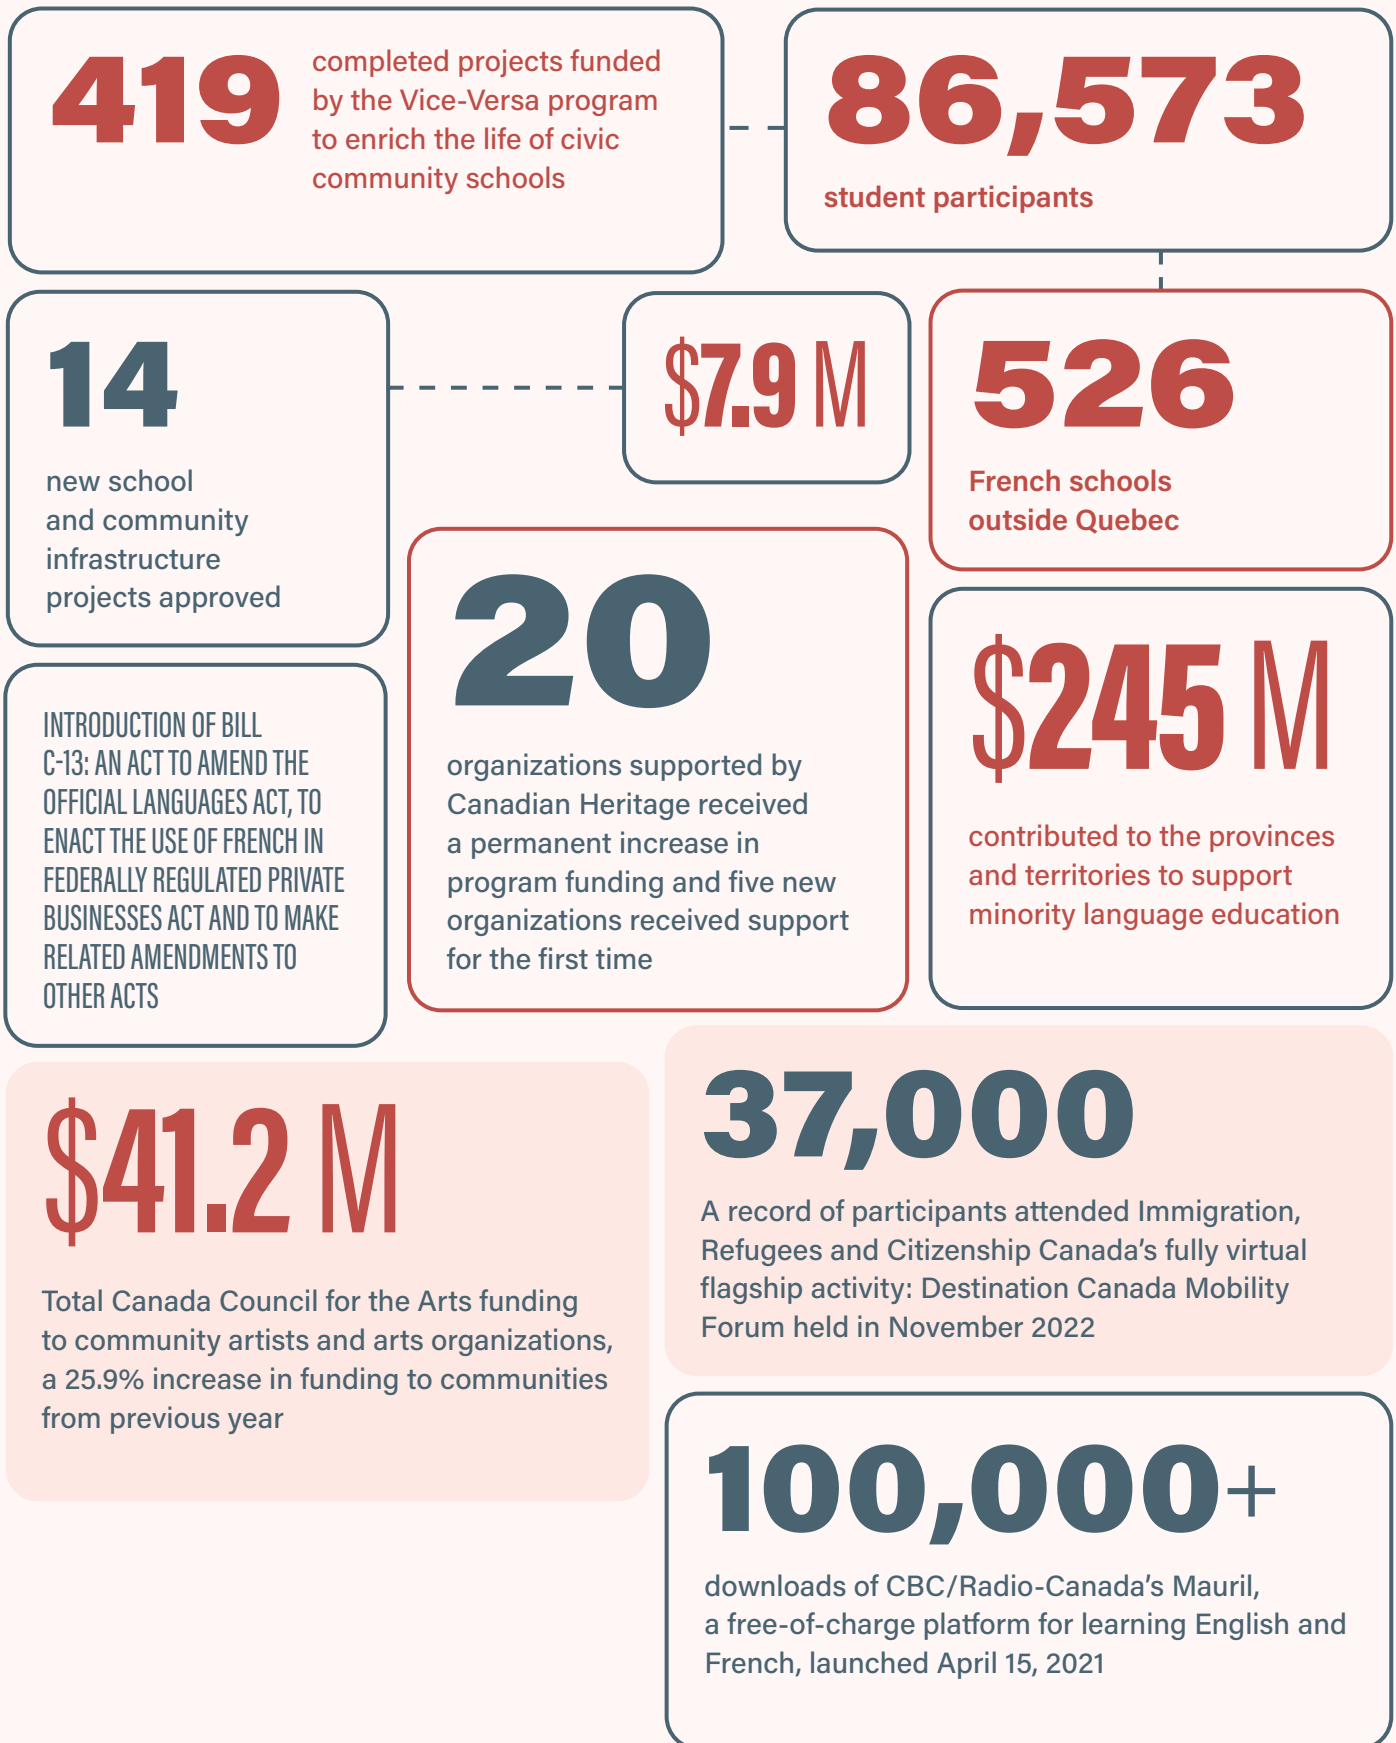 419
completed projects funded
by the Vice-Versa program
to enrich the life of civic
community schools
86,573
student participants
14
new school
and community
infrastructure
projects approved
$7.9 M
526
French schools
outside Quebec
INTRODUCTION OF BILL
C-13: AN ACT TO AMEND THE
OFFICIAL LANGUAGES ACT, TO
ENACT THE USE OF FRENCH IN
FEDERALLY REGULATED PRIVATE
BUSINESSES ACT AND TO MAKE
RELATED AMENDMENTS TO
OTHER ACTS
20
organizations supported by
Canadian Heritage received
a permanent increase in
program funding and five new
organizations received support
for the first time
$245 M
contributed to the provinces
and territories to support
minority language education
$41.2 M
Total Canada Council for the Arts funding
to community artists and arts organizations,
a 25.9% increase in funding to communities
from previous year
37,000
A record of participants attended Immigration,
Refugees and Citizenship Canada’s fully virtual
flagship activity: Destination Canada Mobility
Forum held in November 2022
100,000+
downloads of CBC/Radio-Canada’s Mauril,
a free-of-charge platform for learning English and
French, launched April 15, 2021